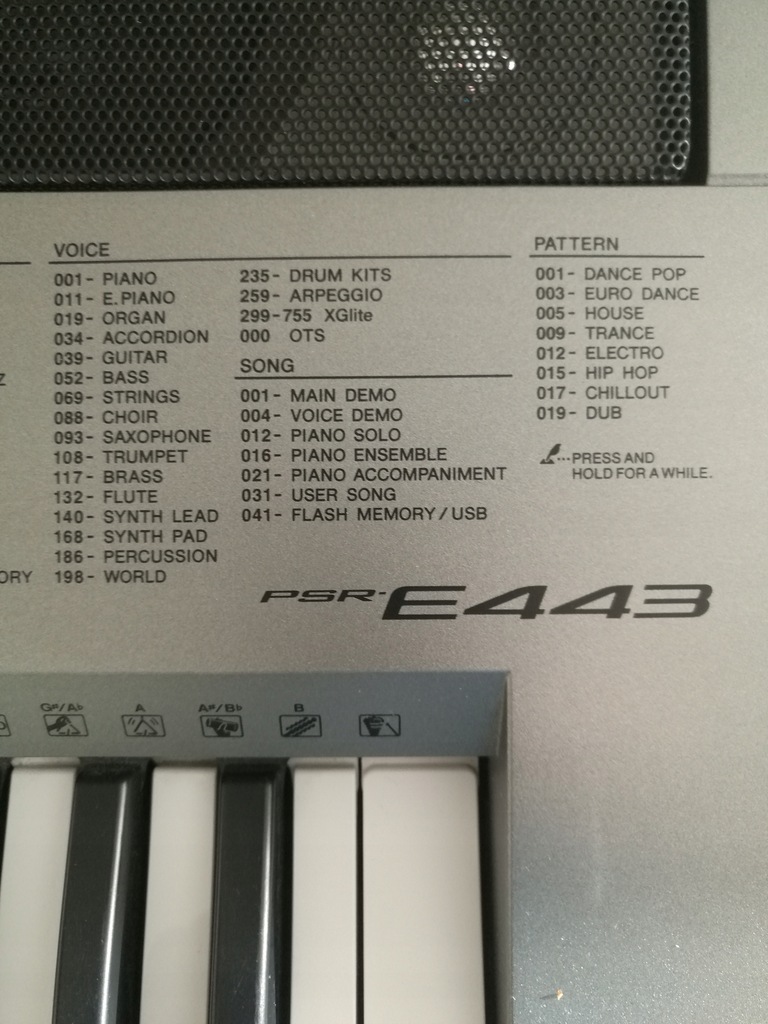 VOICE
001- PIANO
011- E.PIANO
019- ORGAN
034- ACCORDION
039- GUITAR
052- BASS
069- STRINGS
088- CHOIR
093- SAXOPHONE
108- TRUMPET
117- BRASS
132- FLUTE
140- SYNTH LEAD
168- SYNTH PAD
186- PERCUSSION
198- WORLD
235- DRUM KITS
259- ARPEGGIO
299-755 XGlite
000 OTS
SONG
001- MAIN DEMO
004- VOICE DEMO
012- PIANO SOLO
016- PIANO ENSEMBLE
021- PIANO ACCOMPANIMENT
031- USER SONG
041- FLASH MEMORY/USB
PATTERN
001- DANCE POP
003- EURO DANCE
005- HOUSE
009- TRANCE
012- ELECTRO
015- HIP HOP
017- CHILLOUT
019- DUB
...PRESS AND
HOLD FOR A WHILE.
ORY
PSR-E443
G#/A♭ A A#/B♭ B